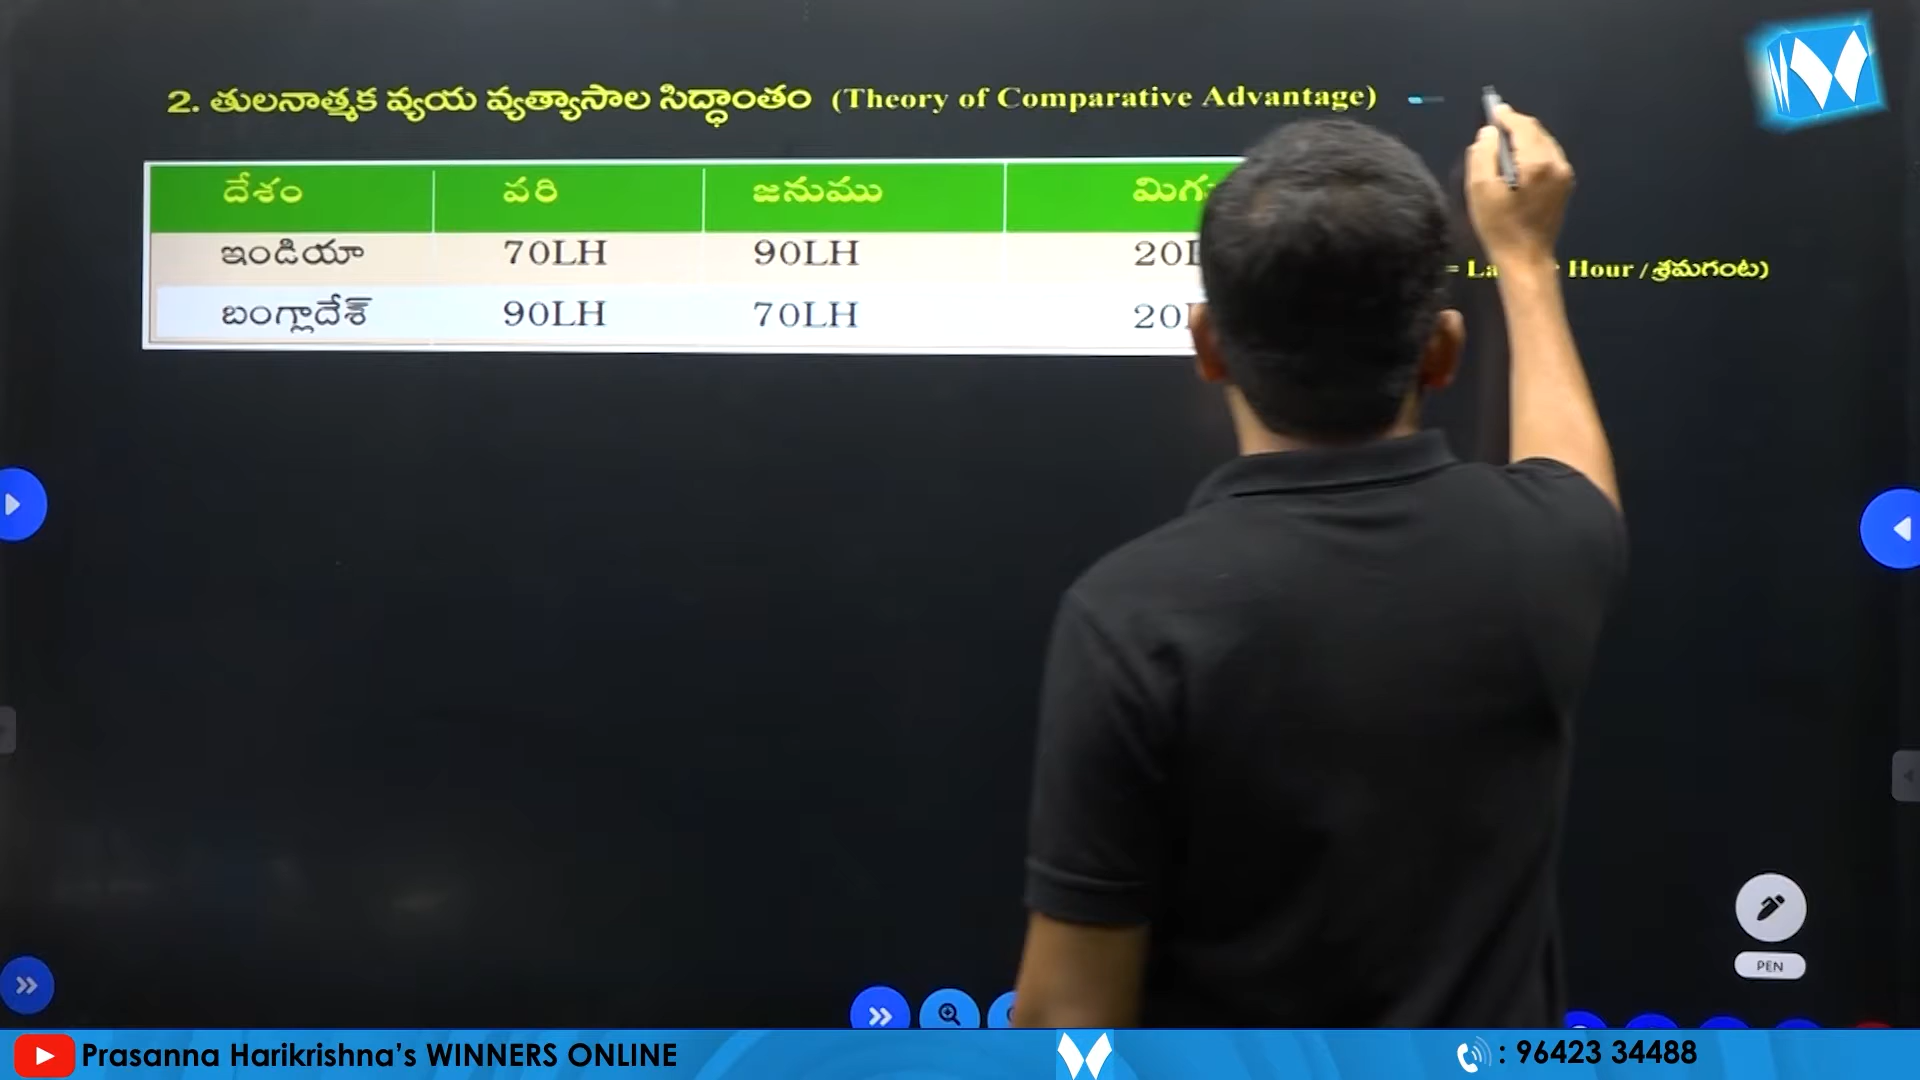 2. తులనాత్మక వ్యయ వ్యత్యాసాల సిద్ధాంతం (Theory of Comparative Advantage)
దేశం వరి జనుము
ఇండియా 70LH 90LH
= Hour / శ్రమగంట)
బంగ్లాదేశ్ 90LH 70LH
PEN
Prasanna Harikrishna's WINNERS ONLINE : 96423 34488